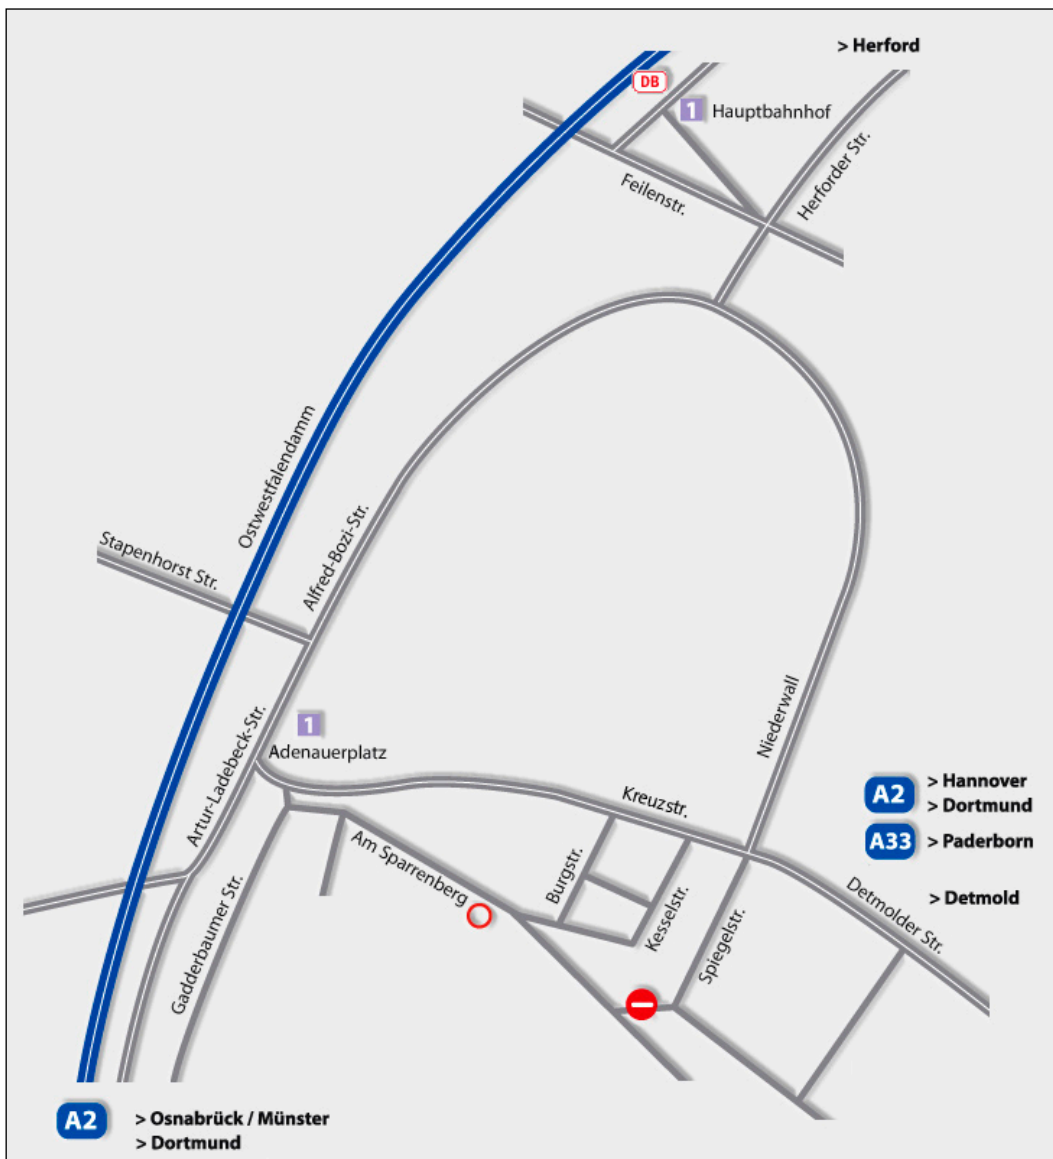 > Herford
DB
1
Hauptbahnhof
Feilenstr.
Herforder Str.
Ostwestfalendamm
Stapenhorst Str.
Alfred-Bozi-Str.
Niederwall
1
Adenauerplatz
Artur-Ladebeck-Str.
Kreuzstr.
A2
> Hannover
> Dortmund
A33
> Paderborn
> Detmold
Am Sparrenberg
Burgstr.
Kesselstr.
Spiegelstr.
Detmolder Str.
Gadderbaumer Str.
A2
> Osnabrück / Münster
> Dortmund